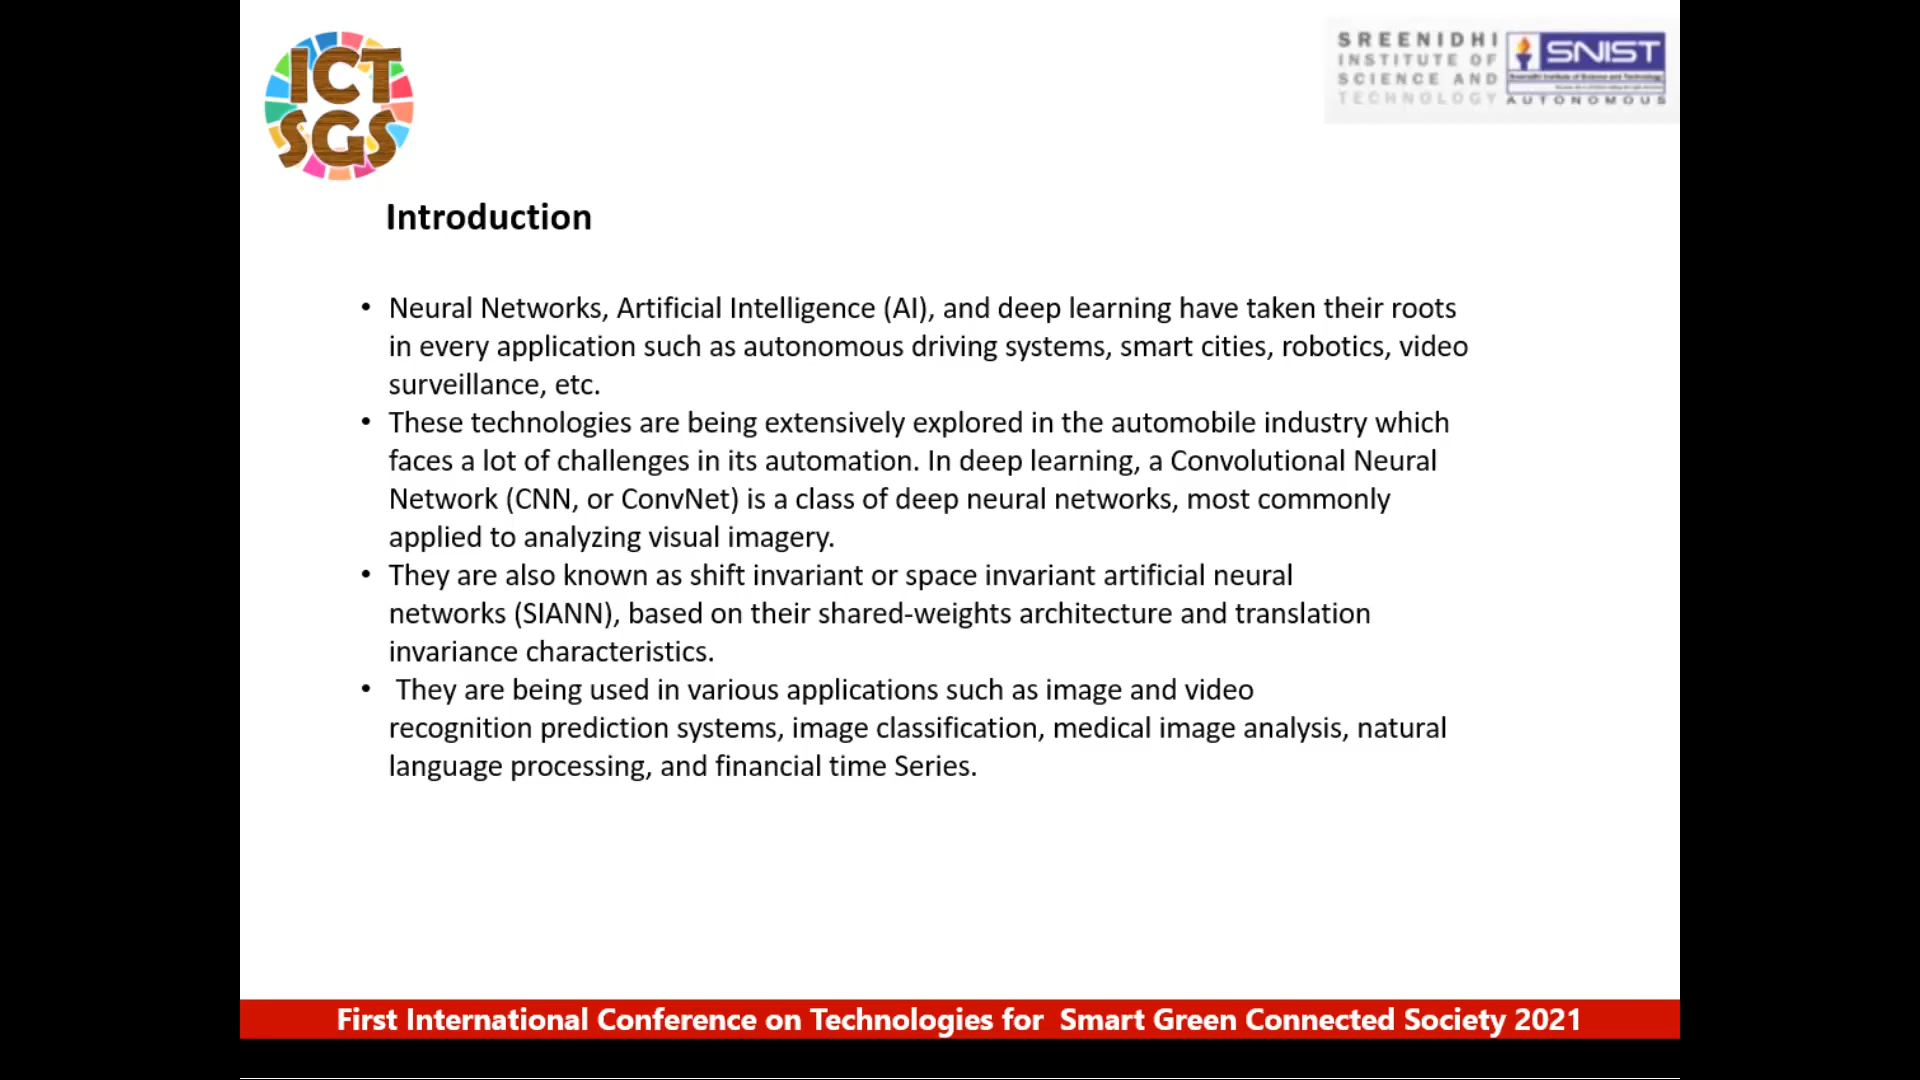 ICT
SGS
SREENIDHI
INSTITUTE OF
SCIENCE AND
TECHNOLOGY
SNIST
Sreenidhi Institute of Science and Technology
AUTONOMOUS
Introduction
• Neural Networks, Artificial Intelligence (AI), and deep learning have taken their roots
in every application such as autonomous driving systems, smart cities, robotics, video
surveillance, etc.
• These technologies are being extensively explored in the automobile industry which
faces a lot of challenges in its automation. In deep learning, a Convolutional Neural
Network (CNN, or ConvNet) is a class of deep neural networks, most commonly
applied to analyzing visual imagery.
• They are also known as shift invariant or space invariant artificial neural
networks (SIANN), based on their shared-weights architecture and translation
invariance characteristics.
• They are being used in various applications such as image and video
recognition prediction systems, image classification, medical image analysis, natural
language processing, and financial time Series.
First International Conference on Technologies for Smart Green Connected Society 2021